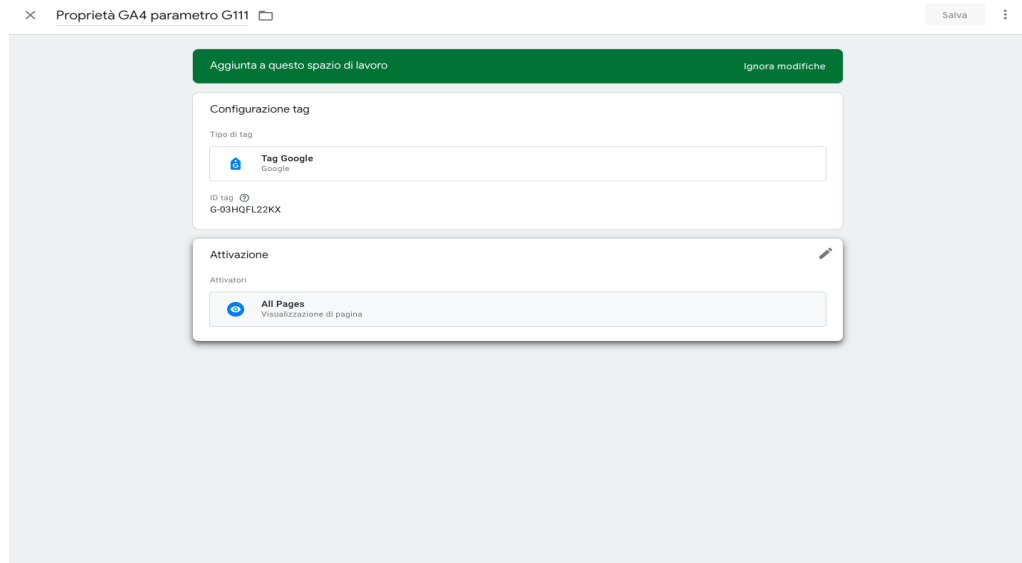 Proprietà GA4 parametro G111
Salva
Aggiunta a questo spazio di lavoro
Ignora modifiche
Configurazione tag
Tipo di tag
Tag Google
Google
ID tag
G-03HQFL22KX
Attivazione
Attivatori
All Pages
Visualizzazione di pagina